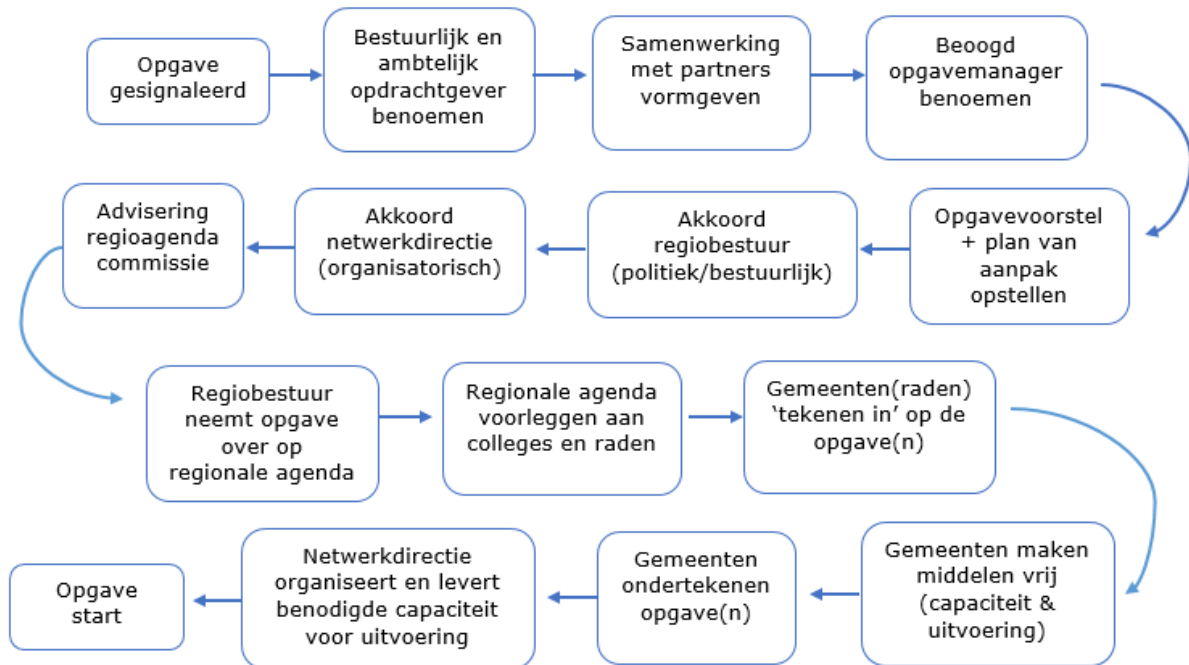 Opgave
gesignaleerd
Bestuurlijk en
ambtelijk
opdrachtgever
benoemen
Samenwerking
met partners
vormgeven
Beoogd
opgavemanager
benoemen
Opgavevoorstel
+ plan van
aanpak
opstellen
Akkoord
regiobestuur
(politiek/bestuurlijk)
Akkoord
netwerkdirectie
(organisatorisch)
Advisering
regioagenda
commissie
Regiobestuur
neemt opgave
over op
regionale agenda
Regionale agenda
voorleggen aan
colleges en raden
Gemeenten(raden)
‘tekenen in’ op de
opgave(n)
Gemeenten maken
middelen vrij
(capaciteit &
uitvoering)
Gemeenten
ondertekenen
opgave(n)
Netwerkdirectie
organiseert en levert
benodigde capaciteit
voor uitvoering
Opgave
start